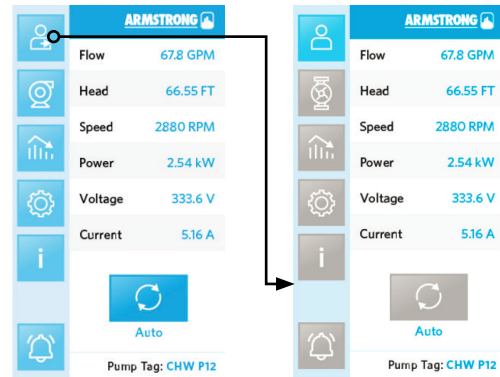 ARMSTRONG
Flow 67.8 GPM
Head 66.55 FT
Speed 2880 RPM
Power 2.54 kW
Voltage 333.6 V
Current 5.16 A
i
Auto
Pump Tag: CHW P12
ARMSTRONG
Flow 67.8 GPM
Head 66.55 FT
Speed 2880 RPM
Power 2.54 kW
Voltage 333.6 V
Current 5.16 A
i
Auto
Pump Tag: CHW P12